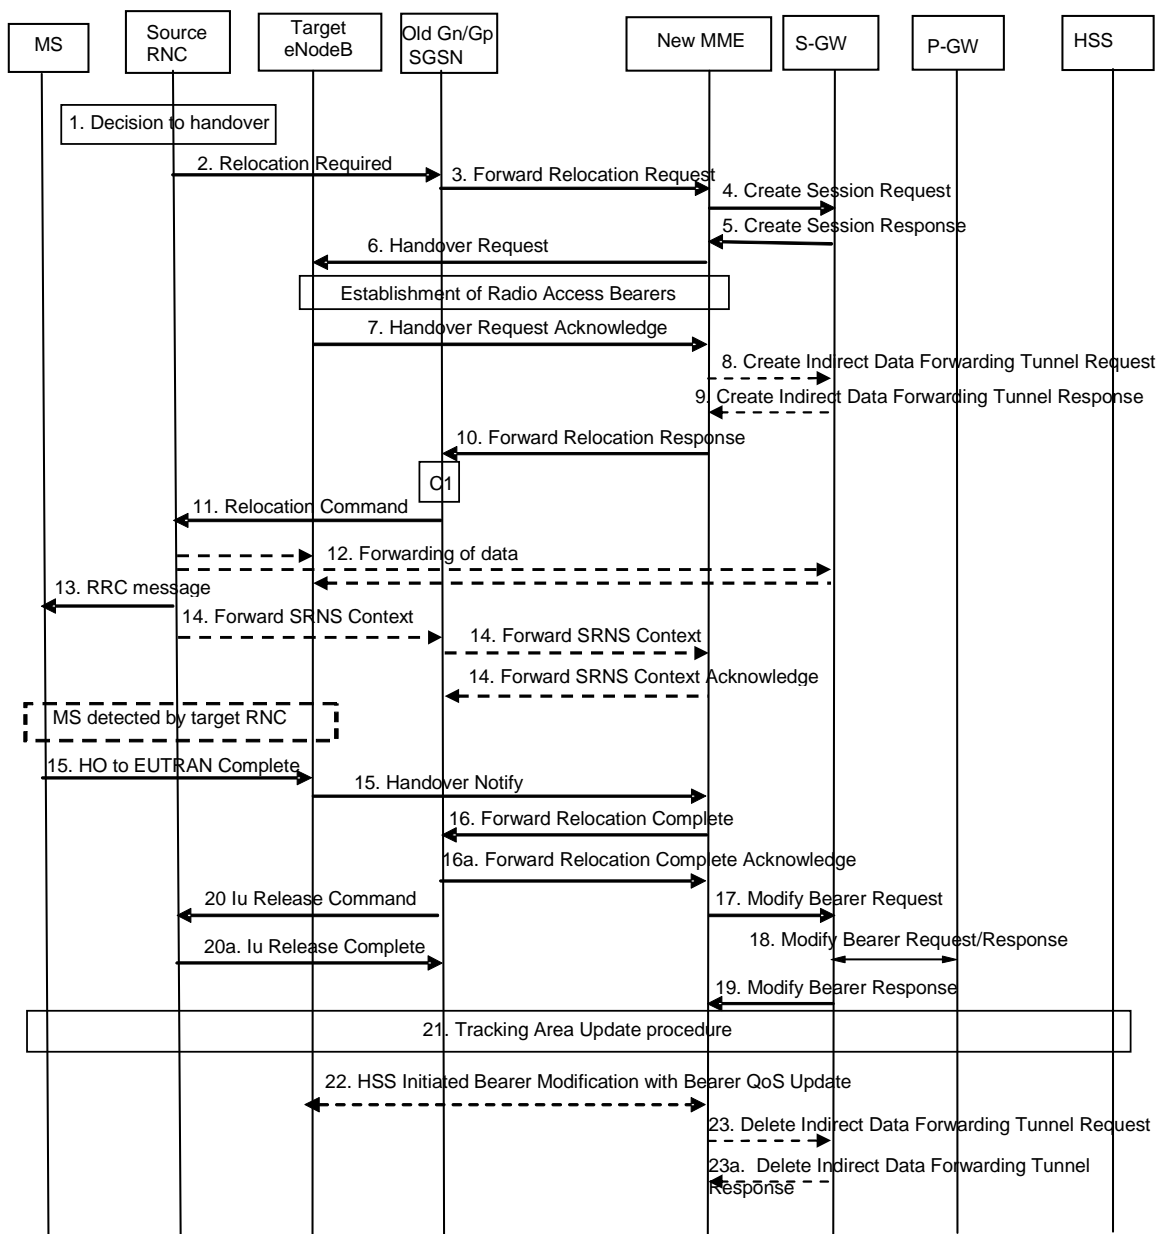 MS
Source
RNC
Target
eNodeB
Old Gn/Gp
SGSN
New MME
S-GW
P-GW
HSS
1. Decision to handover
2. Relocation Required
3. Forward Relocation Request
4. Create Session Request
5. Create Session Response
6. Handover Request
Establishment of Radio Access Bearers
7. Handover Request Acknowledge
8. Create Indirect Data Forwarding Tunnel Request
9. Create Indirect Data Forwarding Tunnel Response
10. Forward Relocation Response
C1
11. Relocation Command
12. Forwarding of data
13. RRC message
14. Forward SRNS Context
14. Forward SRNS Context
14. Forward SRNS Context Acknowledge
MS detected by target RNC
15. HO to EUTRAN Complete
15. Handover Notify
16. Forward Relocation Complete
16a. Forward Relocation Complete Acknowledge
20 Iu Release Command
17. Modify Bearer Request
20a. Iu Release Complete
18. Modify Bearer Request/Response
19. Modify Bearer Response
21. Tracking Area Update procedure
22. HSS Initiated Bearer Modification with Bearer QoS Update
23. Delete Indirect Data Forwarding Tunnel Request
23a. Delete Indirect Data Forwarding Tunnel
Response